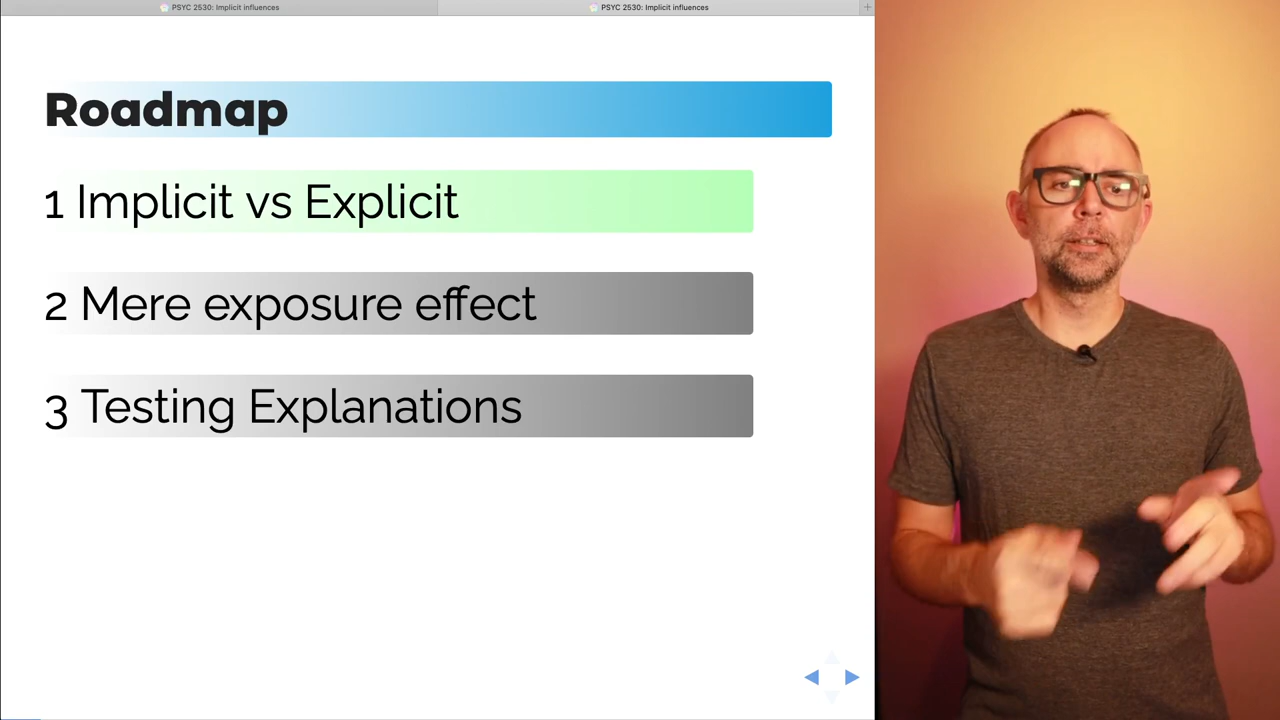 PSYC 2530: Implicit influences
PSYC 2530: Implicit influences
Roadmap
1 Implicit vs Explicit
2 Mere exposure effect
3 Testing Explanations